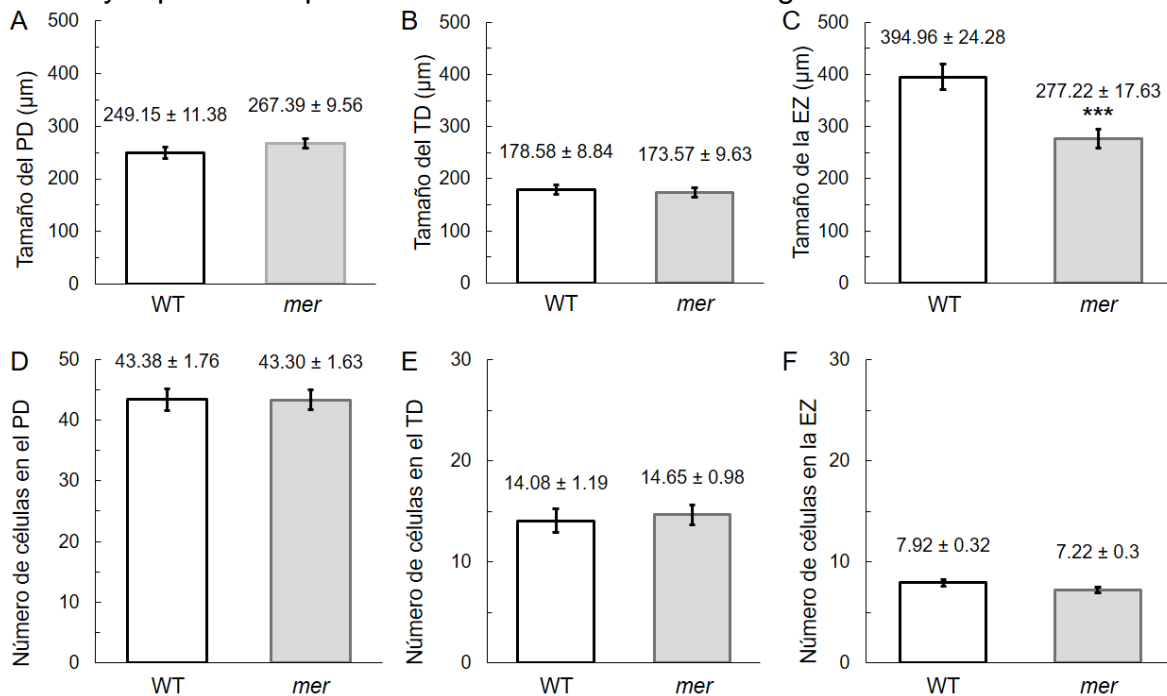 A
Tamaño del PD (µm)
500
400
300
200
100
0
249.15 ± 11.38
267.39 ± 9.56
WT
mer
B
Tamaño del TD (µm)
500
400
300
200
100
0
178.58 ± 8.84
173.57 ± 9.63
WT
mer
C
Tamaño de la EZ (µm)
500
400
300
200
100
0
394.96 ± 24.28
277.22 ± 17.63
***
WT
mer
D
Número de células en el PD
50
40
30
20
10
0
43.38 ± 1.76
43.30 ± 1.63
WT
mer
E
Número de células en el TD
30
20
10
0
14.08 ± 1.19
14.65 ± 0.98
WT
mer
F
Número de células en la EZ
30
20
10
0
7.92 ± 0.32
7.22 ± 0.3
WT
mer